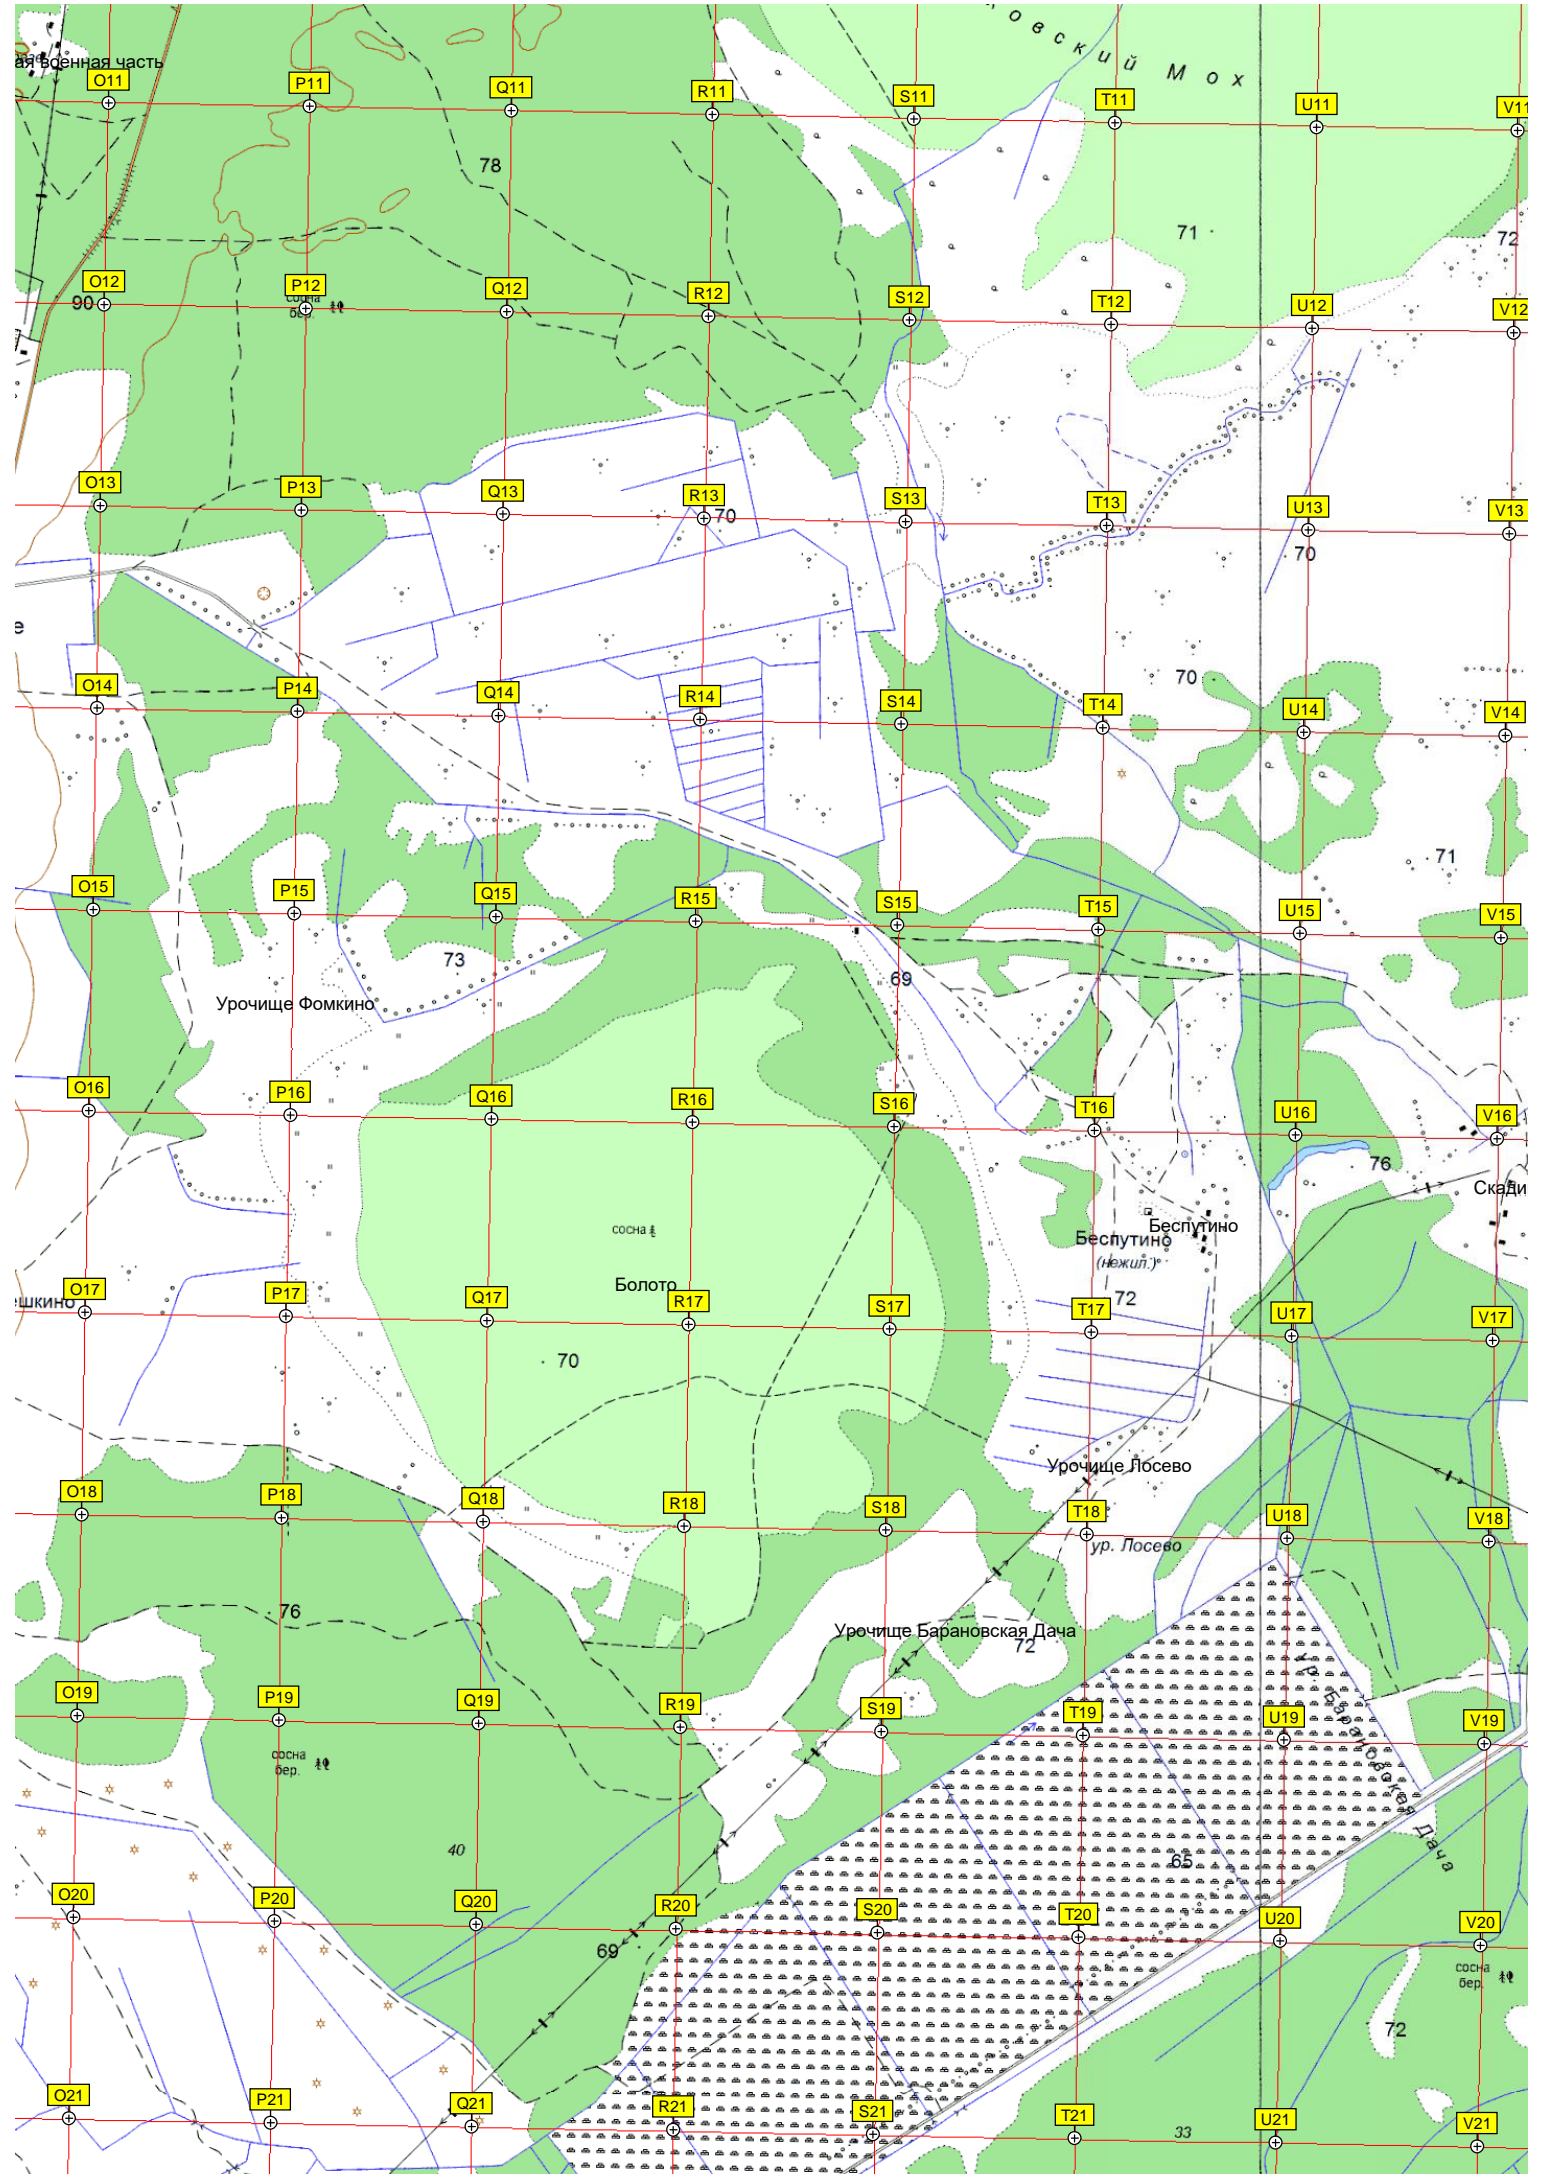 овский Мох
ая военная часть
O11 P11 Q11 R11 S11 T11 U11 V11
78
71
72
O12 P12 Q12 R12 S12 T12 U12 V12
90
сосна
бер.
O13 P13 Q13 R13 S13 T13 U13 V13
70
70
е
70
O14 P14 Q14 R14 S14 T14 U14 V14
71
O15 P15 Q15 R15 S15 T15 U15 V15
73
69
Урочище Фомкино
O16 P16 Q16 R16 S16 T16 U16 V16
76
Скади
сосна
Беспутино
Беспутино
(нежил.)
Болото
72
ешкино
O17 P17 Q17 R17 S17 T17 U17 V17
70
Урочище Лосево
O18 P18 Q18 R18 S18 T18 U18 V18
ур. Лосево
76
Урочище Барановская Дача
72
ур. Барановская Дача
O19 P19 Q19 R19 S19 T19 U19 V19
сосна
бер.
40
65
O20 P20 Q20 R20 S20 T20 U20 V20
69
сосна
бер.
72
O21 P21 Q21 R21 S21 T21 U21 V21
33